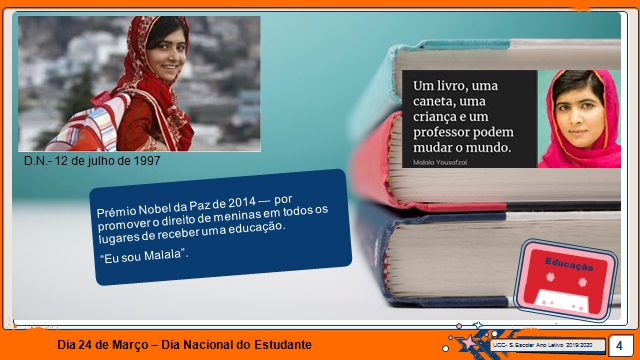 Um livro, uma
caneta, uma
criança e um
professor podem
mudar o mundo.
Malala Yousafzai
D.N.- 12 de julho de 1997
Prémio Nobel da Paz de 2014 — por
promover o direito de meninas em todos os
lugares de receber uma educação.
“Eu sou Malala”.
Educação
Dia 24 de Março – Dia Nacional do Estudante
UCC- S.Escolar Ano Letivo 2019/2020
4